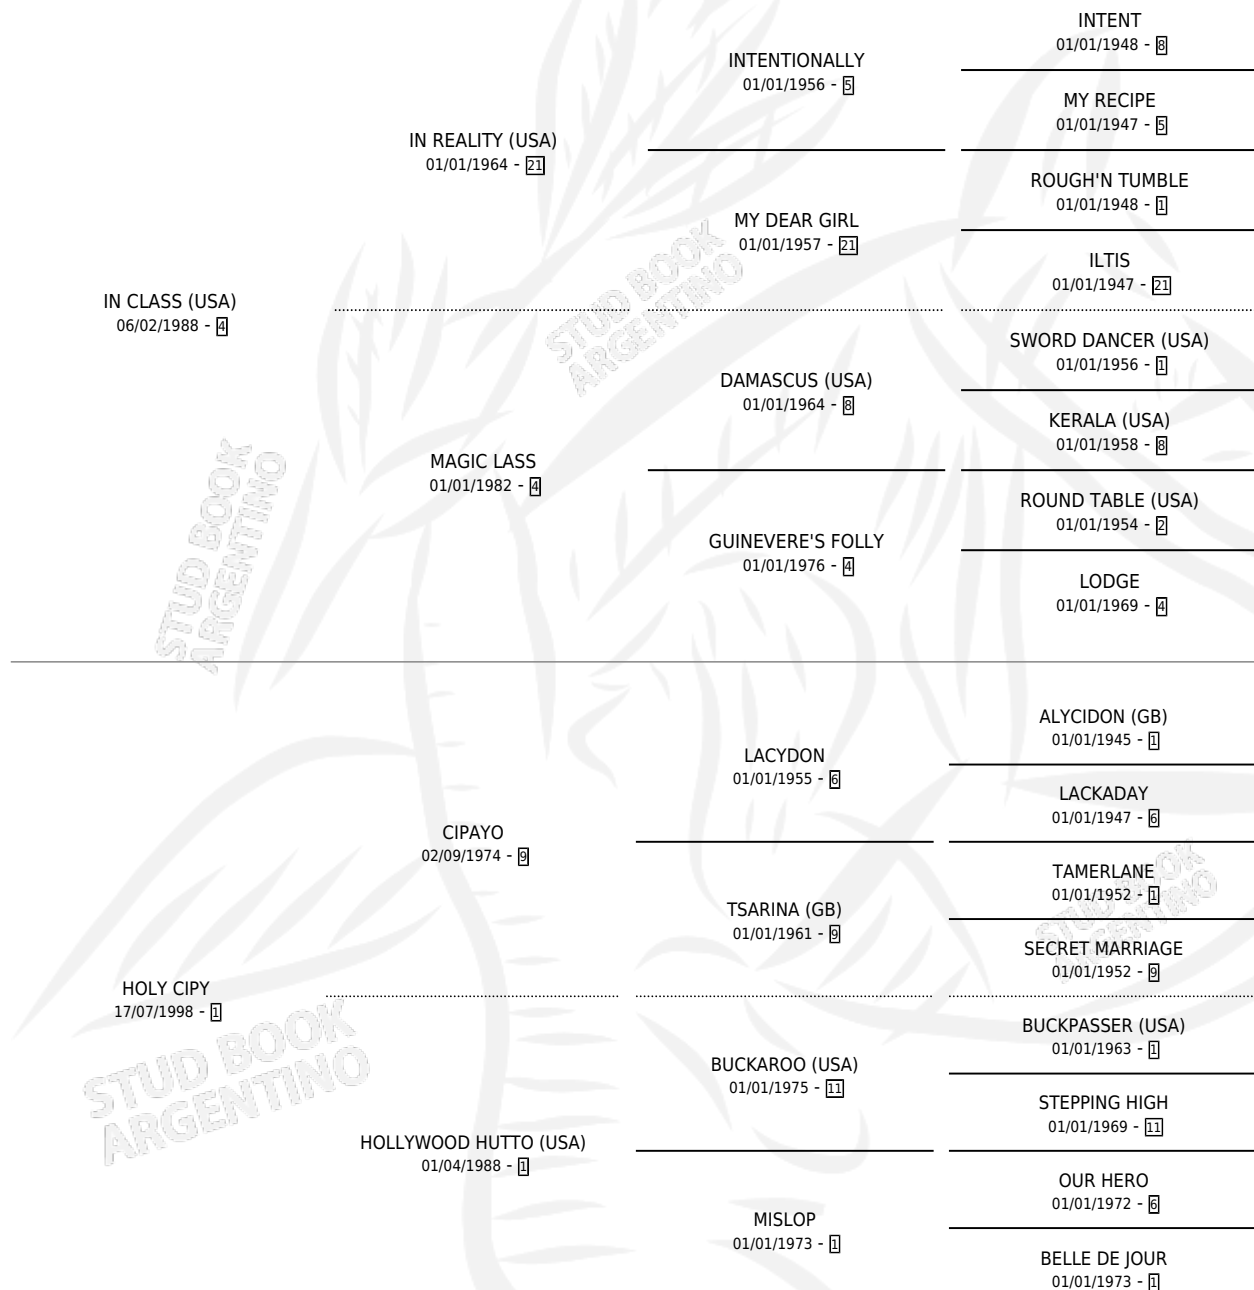 INTENT
01/01/1948 - 8
INTENTIONALLY
01/01/1956 - 5
MY RECIPE
01/01/1947 - 5
IN REALITY (USA)
01/01/1964 - 21
ROUGH'N TUMBLE
01/01/1948 - 1
MY DEAR GIRL
01/01/1957 - 21
ILTIS
01/01/1947 - 21
IN CLASS (USA)
06/02/1988 - 4
SWORD DANCER (USA)
01/01/1956 - 1
DAMASCUS (USA)
01/01/1964 - 8
KERALA (USA)
01/01/1958 - 8
MAGIC LASS
01/01/1982 - 4
ROUND TABLE (USA)
01/01/1954 - 2
GUINEVERE'S FOLLY
01/01/1976 - 4
LODGE
01/01/1969 - 4
ALYCIDON (GB)
01/01/1945 - 1
LACYDON
01/01/1955 - 6
LACKADAY
01/01/1947 - 6
CIPAYO
02/09/1974 - 9
TAMERLANE
01/01/1952 - 1
TSARINA (GB)
01/01/1961 - 9
SECRET MARRIAGE
01/01/1952 - 9
HOLY CIPY
17/07/1998 - 1
BUCKPASSER (USA)
01/01/1963 - 1
BUCKAROO (USA)
01/01/1975 - 11
STEPPING HIGH
01/01/1969 - 11
HOLLYWOOD HUTTO (USA)
01/04/1988 - 1
OUR HERO
01/01/1972 - 6
MISLOP
01/01/1973 - 1
BELLE DE JOUR
01/01/1973 - 1
STUD BOOK
ARGENTINO
STUD BOOK
ARGENTINO
STUD BOOK
ARGENTINO
STUD BOOK
ARGENTINO